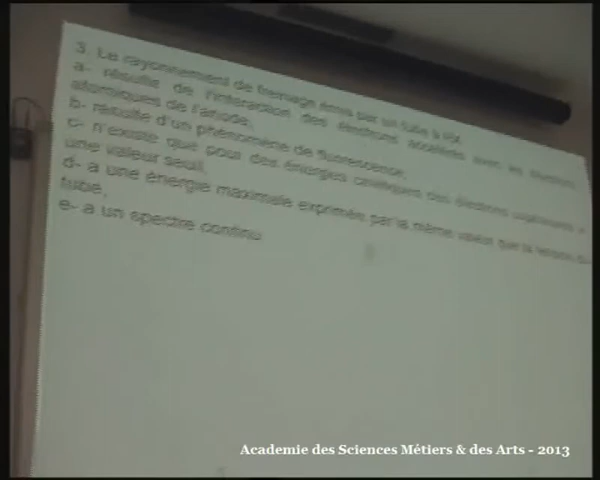 3. Le rayonnement de freinage émis par un tube à RX,
a- résulte de l'interaction des électrons accélérés avec les électrons
atomiques de l'anode,
b- résulte d'un phénomène de fluorescence,
c- n'existe que pour des énergies cinétiques des électrons supérieures à
une valeur seuil,
d- a une énergie maximale exprimée par la même valeur que la tension du
tube,
e- a un spectre continu
Academie des Sciences Métiers & des Arts - 2013